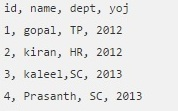 id, name, dept, yoj
1, gopal, TP, 2012
2, kiran, HR, 2012
3, kaleel,SC, 2013
4, Prasanth, SC, 2013